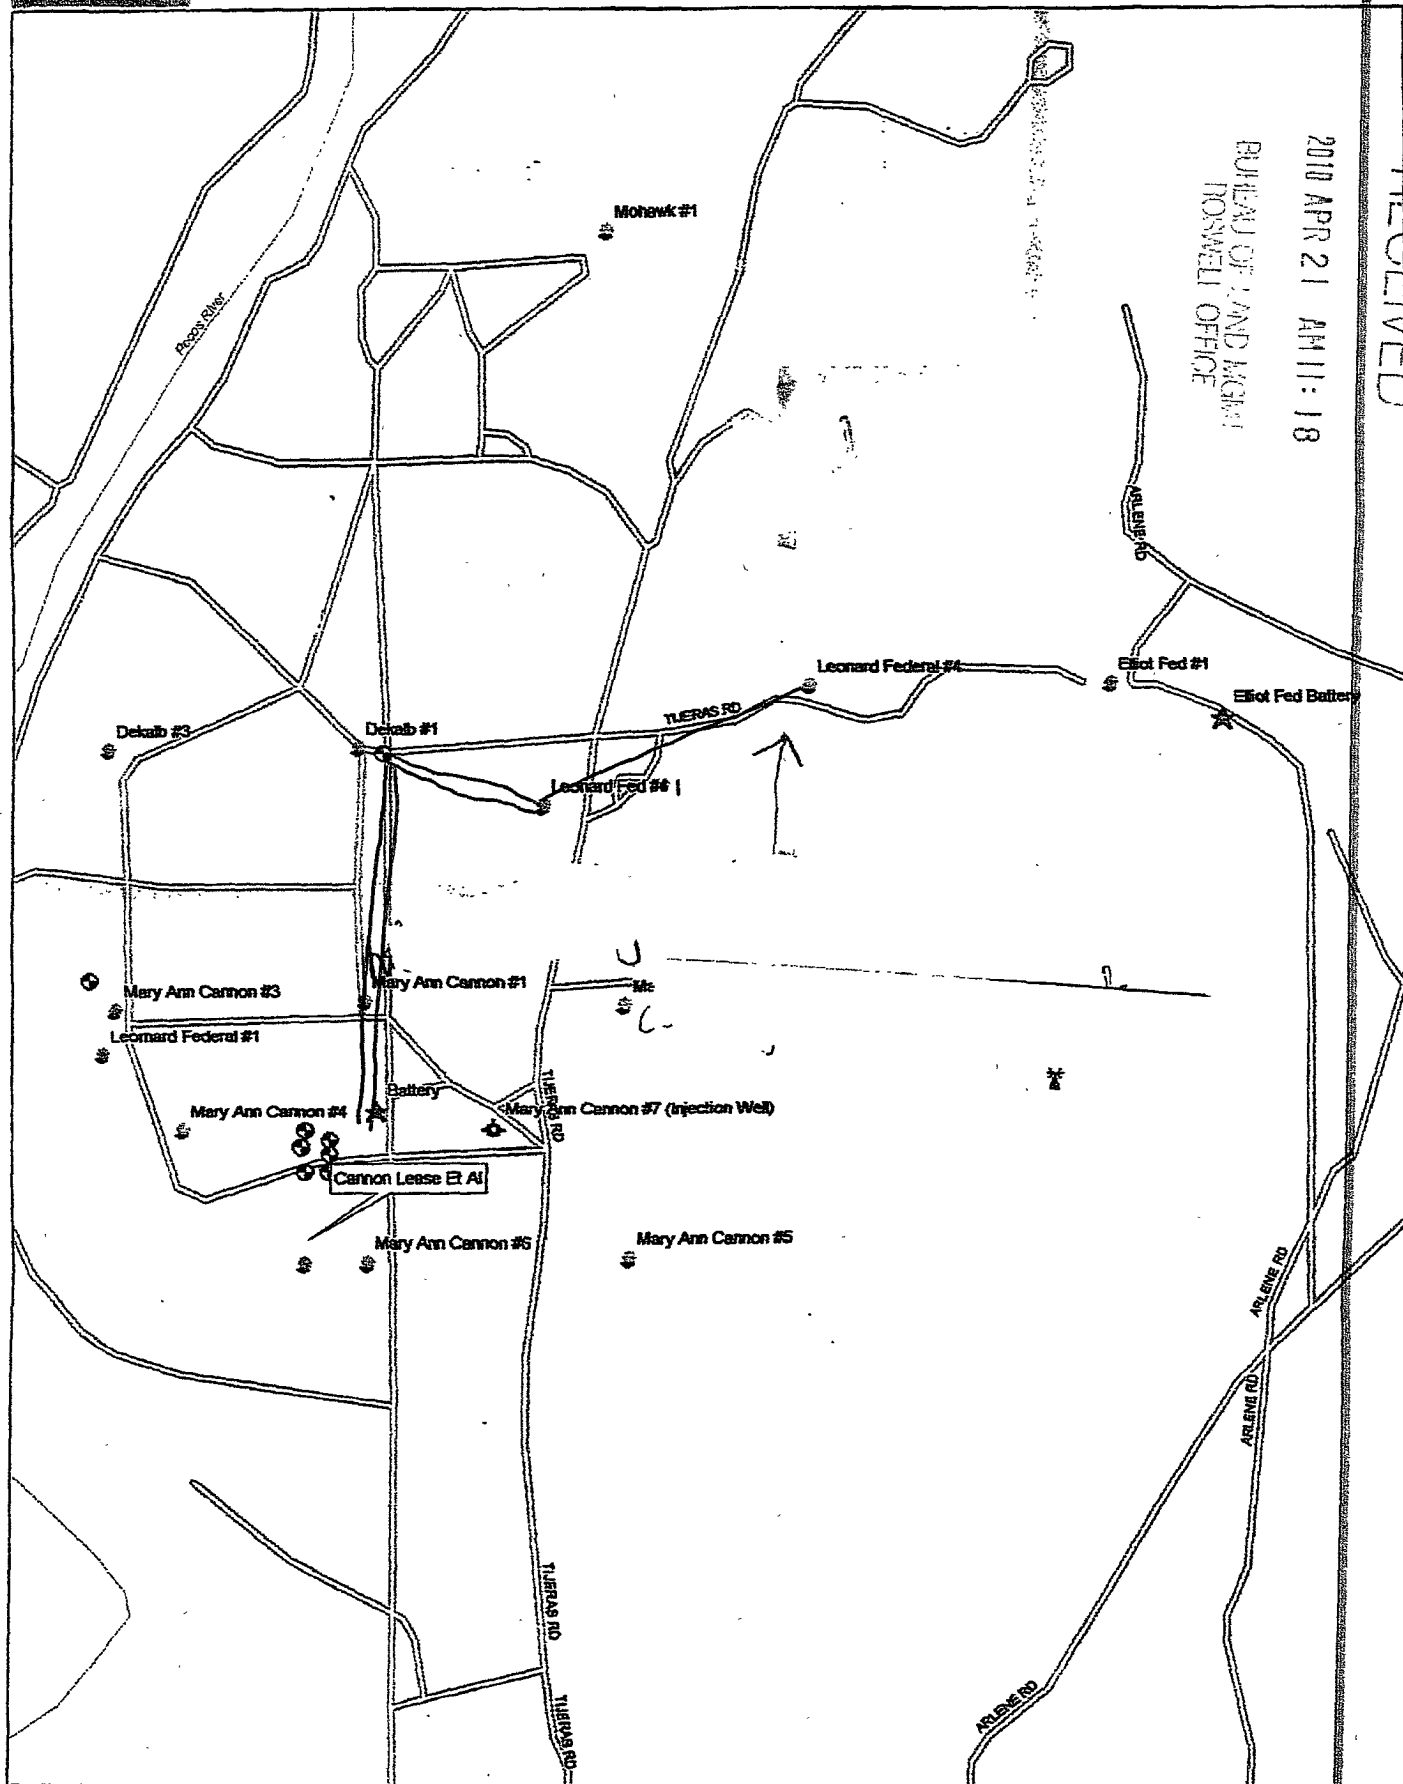 RECEIVED
2010 APR 21 AM 11: 18
BUREAU OF LAND MGMT
ROSWELL OFFICE
Mohawk #1
Pecos River
ARLENE RD
Leonard Federal #4
Elliot Fed #1
Elliot Fed Battery
TIJERAS RD
Dekalb #3
Dekalb #1
Leonard Fed #
Mary Ann Cannon #1
Mary Ann Cannon #3
Ma
Leornard Federal #1
Battery
TIJERAS RD
Mary Ann Cannon #4
Mary Ann Cannon #7 (Injection Well)
Cannon Lease Et Al
Mary Ann Cannon #6
Mary Ann Cannon #5
ARLENE RD
ARLENE RD
TIJERAS RD
ARLENE RD
TIJERAS RD